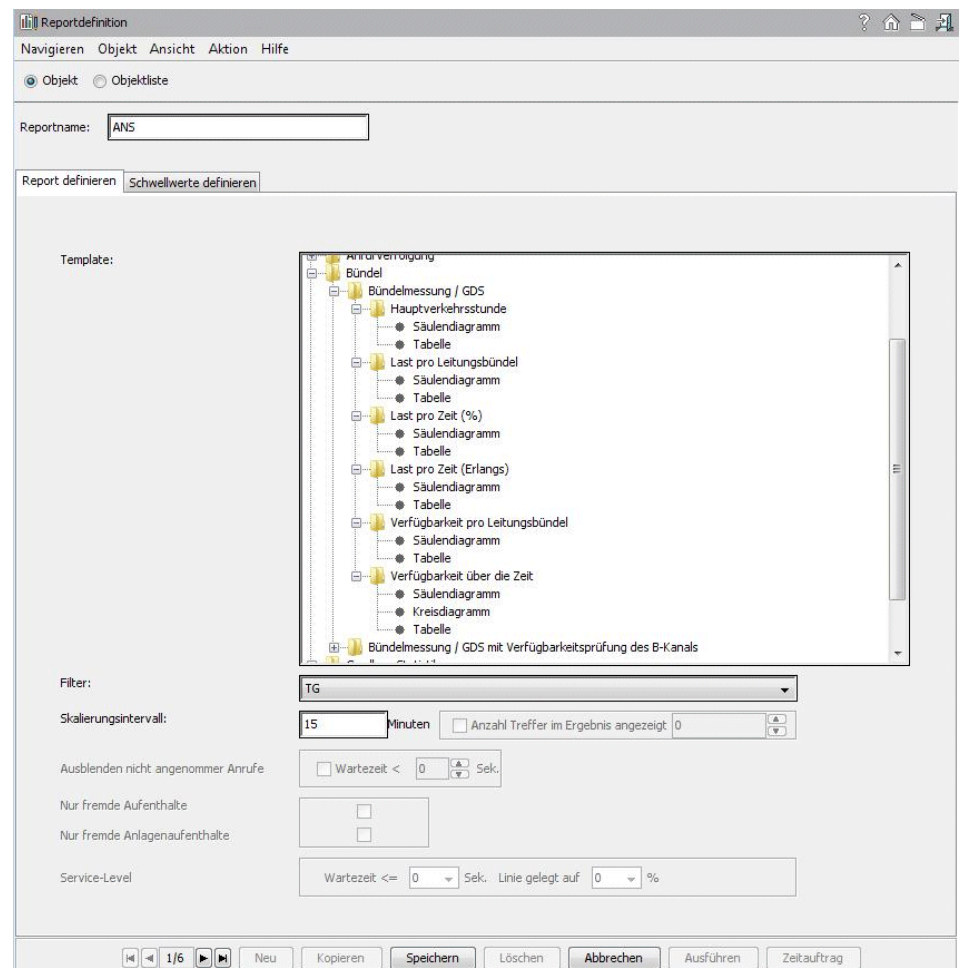 Reportdefinition
Navigieren Objekt Ansicht Aktion Hilfe
Objekt Objektliste
Reportname: ANS
Report definieren Schwellwerte definieren
Template:
Anrufverfolgung
Bündel
Bündelmessung / GDS
Hauptverkehrsstunde
Säulendiagramm
Tabelle
Last pro Leitungsbündel
Säulendiagramm
Tabelle
Last pro Zeit (%)
Säulendiagramm
Tabelle
Last pro Zeit (Erlangs)
Säulendiagramm
Tabelle
Verfügbarkeit pro Leitungsbündel
Säulendiagramm
Tabelle
Verfügbarkeit über die Zeit
Säulendiagramm
Kreisdiagramm
Tabelle
Bündelmessung / GDS mit Verfügbarkeitsprüfung des B-Kanals
Filter: TG
Skalierungsintervall: 15 Minuten Anzahl Treffer im Ergebnis angezeigt 0
Ausblenden nicht angenommer Anrufe Wartezeit < 0 Sek.
Nur fremde Aufenthalte
Nur fremde Anlagenaufenthalte
Service-Level Wartezeit <= 0 Sek. Linie gelegt auf 0 %
1/6 Neu Kopieren Speichern Löschen Abbrechen Ausführen Zeitauftrag